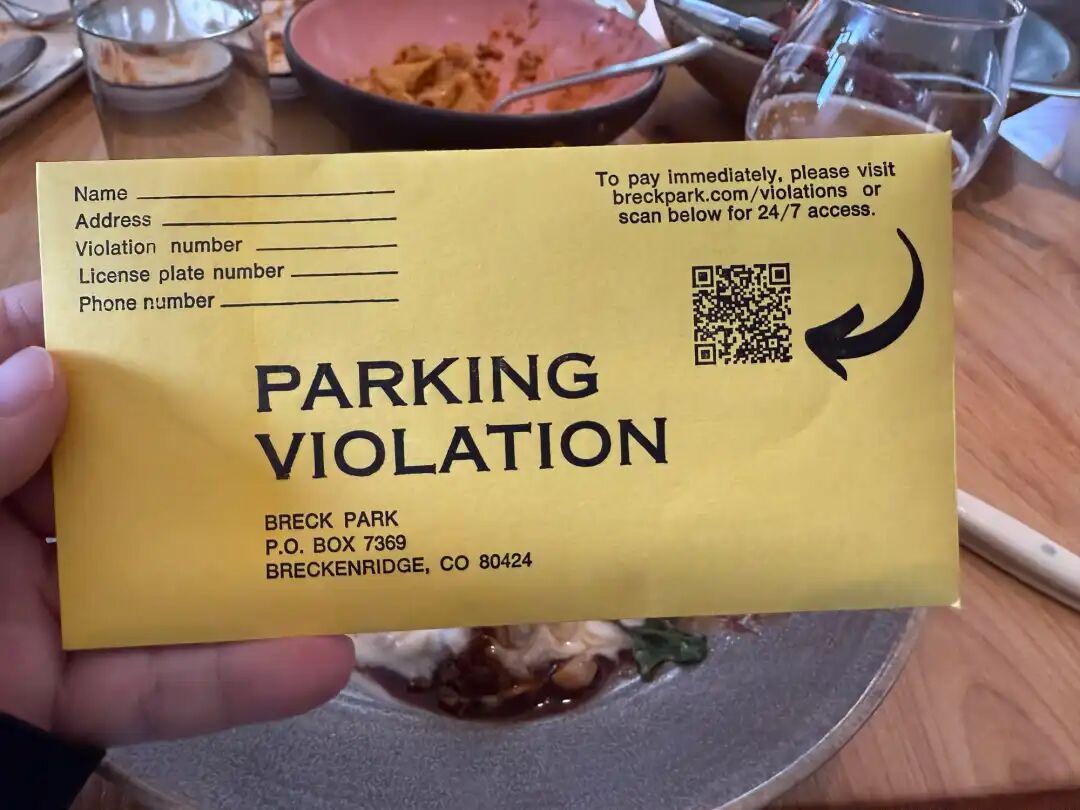 Name
Address
Violation number
License plate number
Phone number
To pay immediately, please visit
breckpark.com/violations or
scan below for 24/7 access.
PARKING
VIOLATION
BRECK PARK
P.O. BOX 7369
BRECKENRIDGE, CO 80424